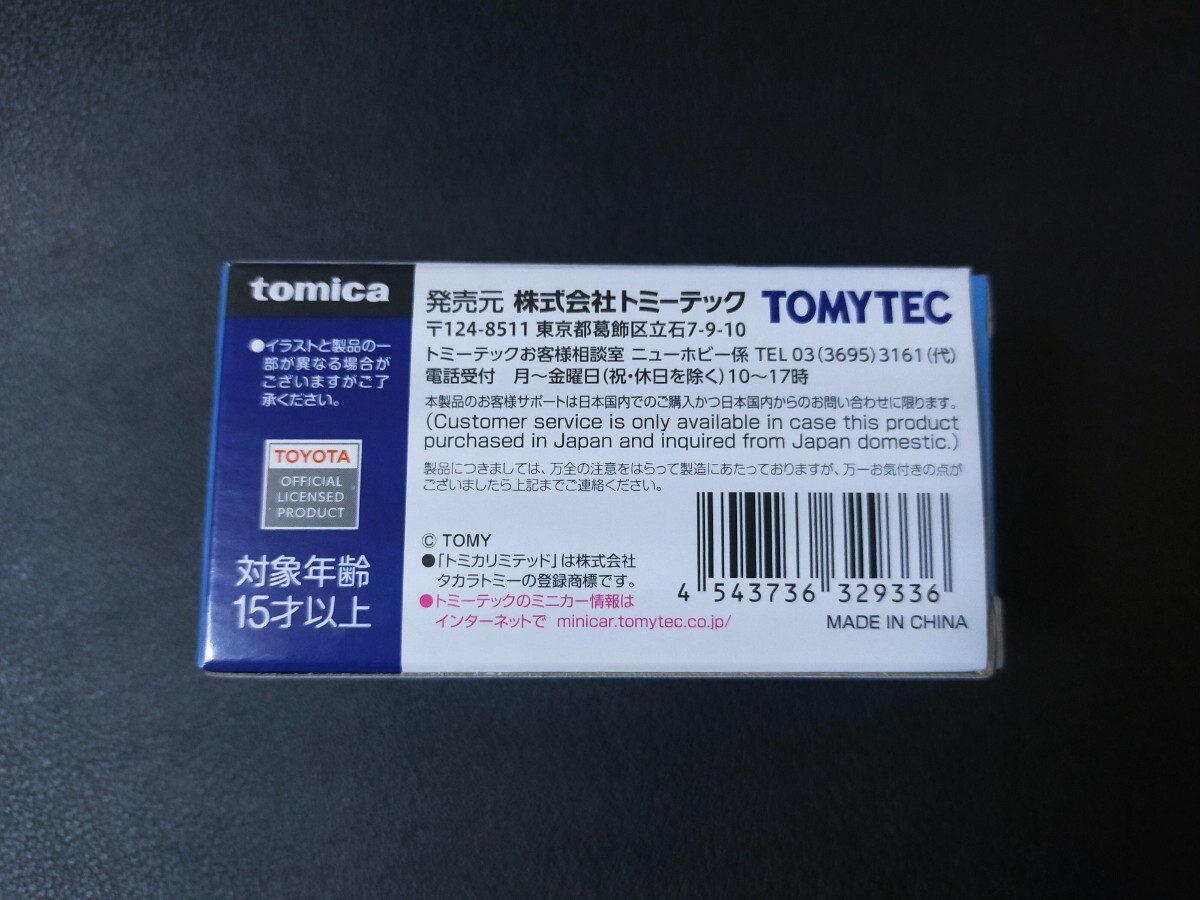 tomica
●イラストと製品の一
部が異なる場合が
ございますがご了
承ください。
TOYOTA
OFFICIAL
LICENSED
PRODUCT
対象年齢
15才以上
発売元 株式会社トミーテック TOMYTEC
〒124-8511 東京都葛飾区立石7-9-10
トミーテックお客様相談室 ニューホビー係 TEL 03(3695)3161(代)
電話受付 月〜金曜日(祝・休日を除く)10〜17時
本製品のお客様サポートは日本国内でのご購入かつ日本国内からのお問い合わせに限ります。
(Customer service is only available in case this product
purchased in Japan and inquired from Japan domestic.)
製品につきましては、万全の注意をはらって製造にあたっておりますが、万一お気付きの点が
ございましたら上記までご連絡ください。
© TOMY
●「トミカリミテッド」は株式会社
タカラトミーの登録商標です。
●トミーテックのミニカー情報は
インターネットで minicar.tomytec.co.jp/
4 543736 329336
MADE IN CHINA